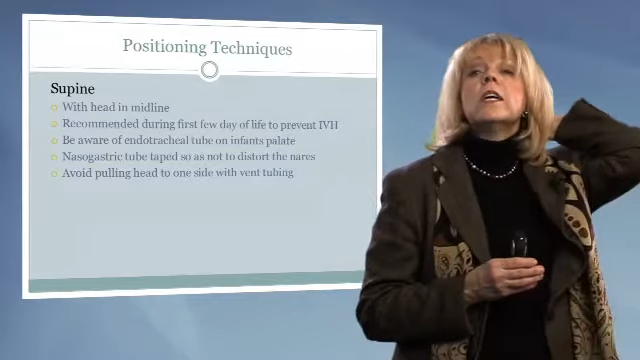 Positioning Techniques
Supine
With head in midline
Recommended during first few day of life to prevent IVH
Be aware of endotracheal tube on infants palate
Nasogastric tube taped so as not to distort the nares
Avoid pulling head to one side with vent tubing